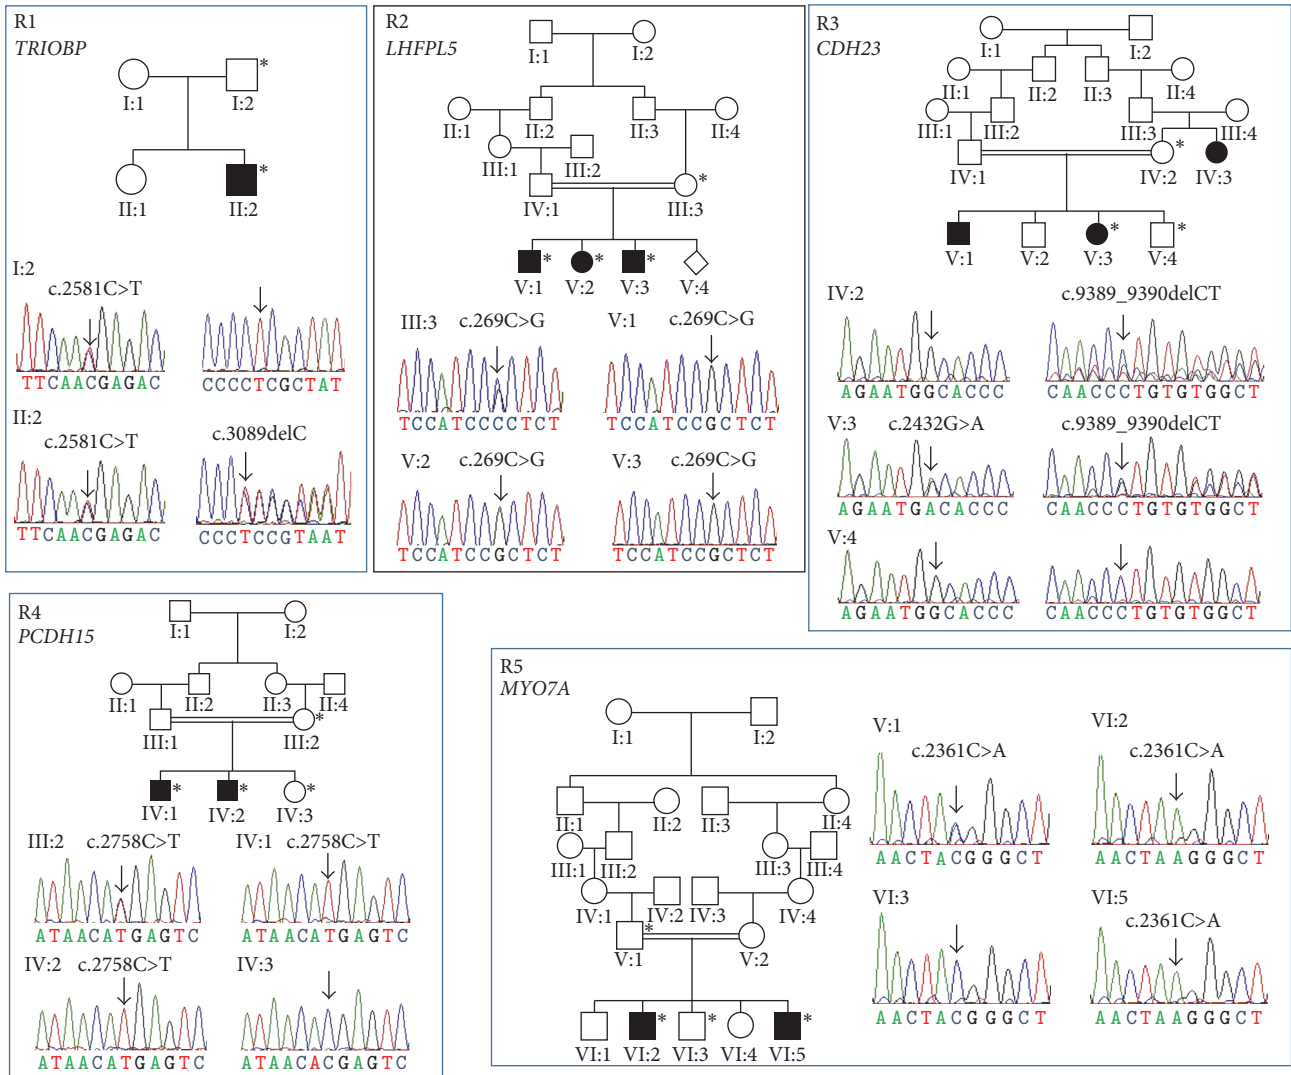 R1
TRIOBP
I:1
I:2
*
II:1
II:2
*
I:2
c.2581C>T
TTCAACGAGAC
CCCCTCGCTAT
II:2
c.2581C>T
c.3089delC
TTCAACGAGAC
CCCTCCGTAAT
R2
LHFPL5
I:1
I:2
II:1
II:2
II:3
II:4
III:1
III:2
IV:1
III:3
*
V:1
*
V:2
*
V:3
*
V:4
III:3
c.269C>G
V:1
c.269C>G
TCCATCCCCTCT
TCCATCCGCTCT
V:2
c.269C>G
V:3
c.269C>G
TCCATCCGCTCT
TCCATCCGCTCT
R3
CDH23
I:1
I:2
II:1
II:2
II:3
II:4
III:1
III:2
III:3
III:4
IV:1
IV:2
*
IV:3
V:1
V:2
V:3
*
V:4
*
IV:2
c.9389_9390delCT
AGAATGGCACCC
CAACCCTGTGTGGCT
V:3
c.2432G>A
c.9389_9390delCT
AGAATGACACCC
CAACCCTGTGTGGCT
V:4
AGAATGGCACCC
CAACCCTGTGTGGCT
R4
PCDH15
I:1
I:2
II:1
II:2
II:3
II:4
III:1
III:2
*
IV:1
*
IV:2
*
IV:3
*
III:2
c.2758C>T
IV:1
c.2758C>T
ATAACATGAGTC
ATAACATGAGTC
IV:2
c.2758C>T
IV:3
ATAACATGAGTC
ATAACACGAGTC
R5
MYO7A
I:1
I:2
II:1
II:2
II:3
II:4
III:1
III:2
III:3
III:4
IV:1
IV:2
IV:3
IV:4
V:1
*
V:2
VI:1
VI:2
*
VI:3
*
VI:4
VI:5
*
V:1
c.2361C>A
VI:2
c.2361C>A
AACTACGGGCT
AACTAAGGGCT
VI:3
VI:5
c.2361C>A
AACTACGGGCT
AACTAAGGGCT